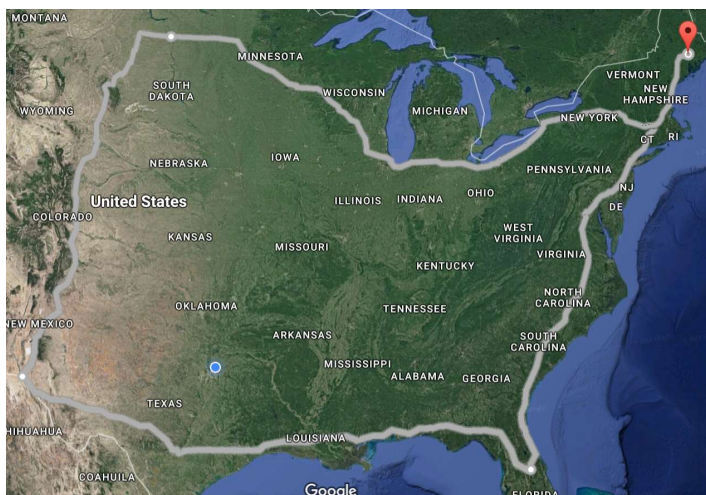 MONTANA
MINNESOTA
SOUTH
DAKOTA
WISCONSIN
VERMONT
NEW
HAMPSHIRE
WYOMING
MICHIGAN
NEW YORK
CT
RI
NEBRASKA
IOWA
PENNSYLVANIA
United States
ILLINOIS
INDIANA
OHIO
NJ
DE
COLORADO
KANSAS
MISSOURI
WEST
VIRGINIA
VIRGINIA
KENTUCKY
OKLAHOMA
NORTH
CAROLINA
TENNESSEE
NEW MEXICO
ARKANSAS
SOUTH
CAROLINA
MISSISSIPPI
ALABAMA
GEORGIA
TEXAS
HIHUAHUA
LOUISIANA
COAHUILA
Google
FLORIDA